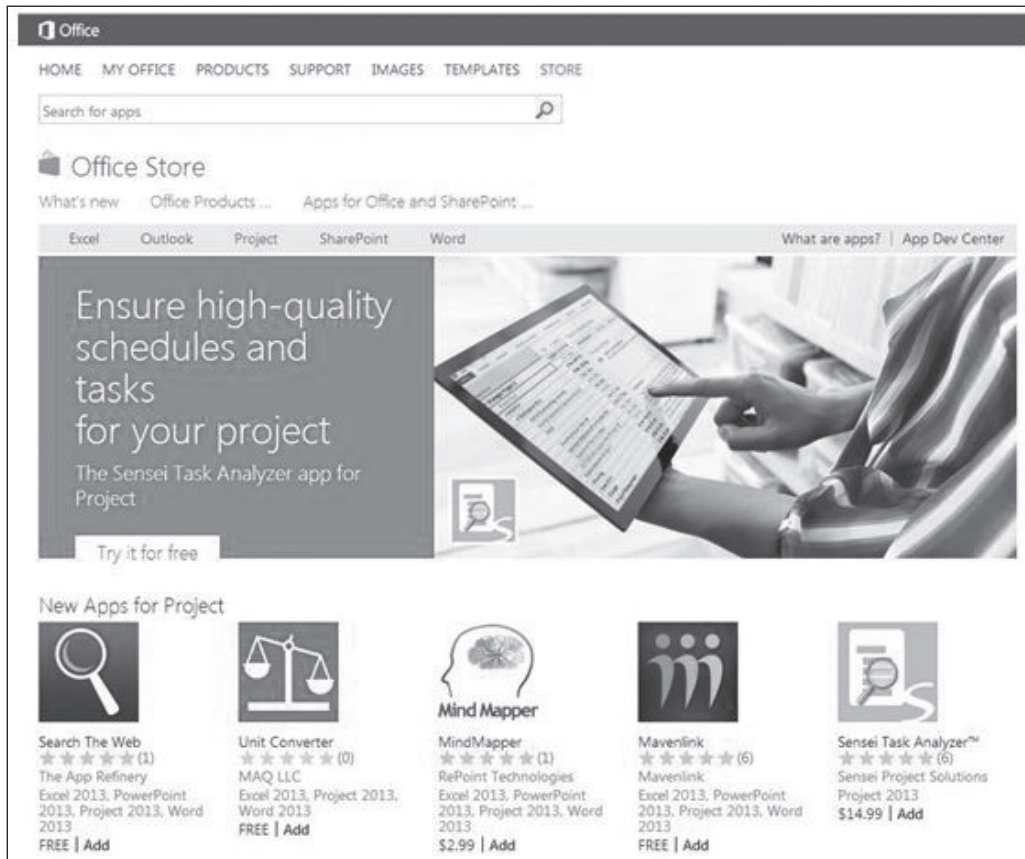 Office
HOME MY OFFICE PRODUCTS SUPPORT IMAGES TEMPLATES STORE
Search for apps
Office Store
What's new Office Products ... Apps for Office and SharePoint ...
Excel Outlook Project SharePoint Word What are apps? | App Dev Center
Ensure high-quality
schedules and
tasks
for your project
The Sensei Task Analyzer app for
Project
Try it for free
New Apps for Project
Mind Mapper
Search The Web
(1)
The App Refinery
Excel 2013, PowerPoint
2013, Project 2013, Word
2013
FREE | Add
Unit Converter
(0)
MAQ LLC
Excel 2013, Project 2013,
Word 2013
FREE | Add
MindMapper
(1)
RePoint Technologies
Excel 2013, PowerPoint
2013, Project 2013, Word
2013
$2.99 | Add
Mavenlink
(6)
Mavenlink
Excel 2013, PowerPoint
2013, Project 2013, Word
2013
FREE | Add
Sensei Task Analyzer™
(6)
Sensei Project Solutions
Project 2013
$14.99 | Add